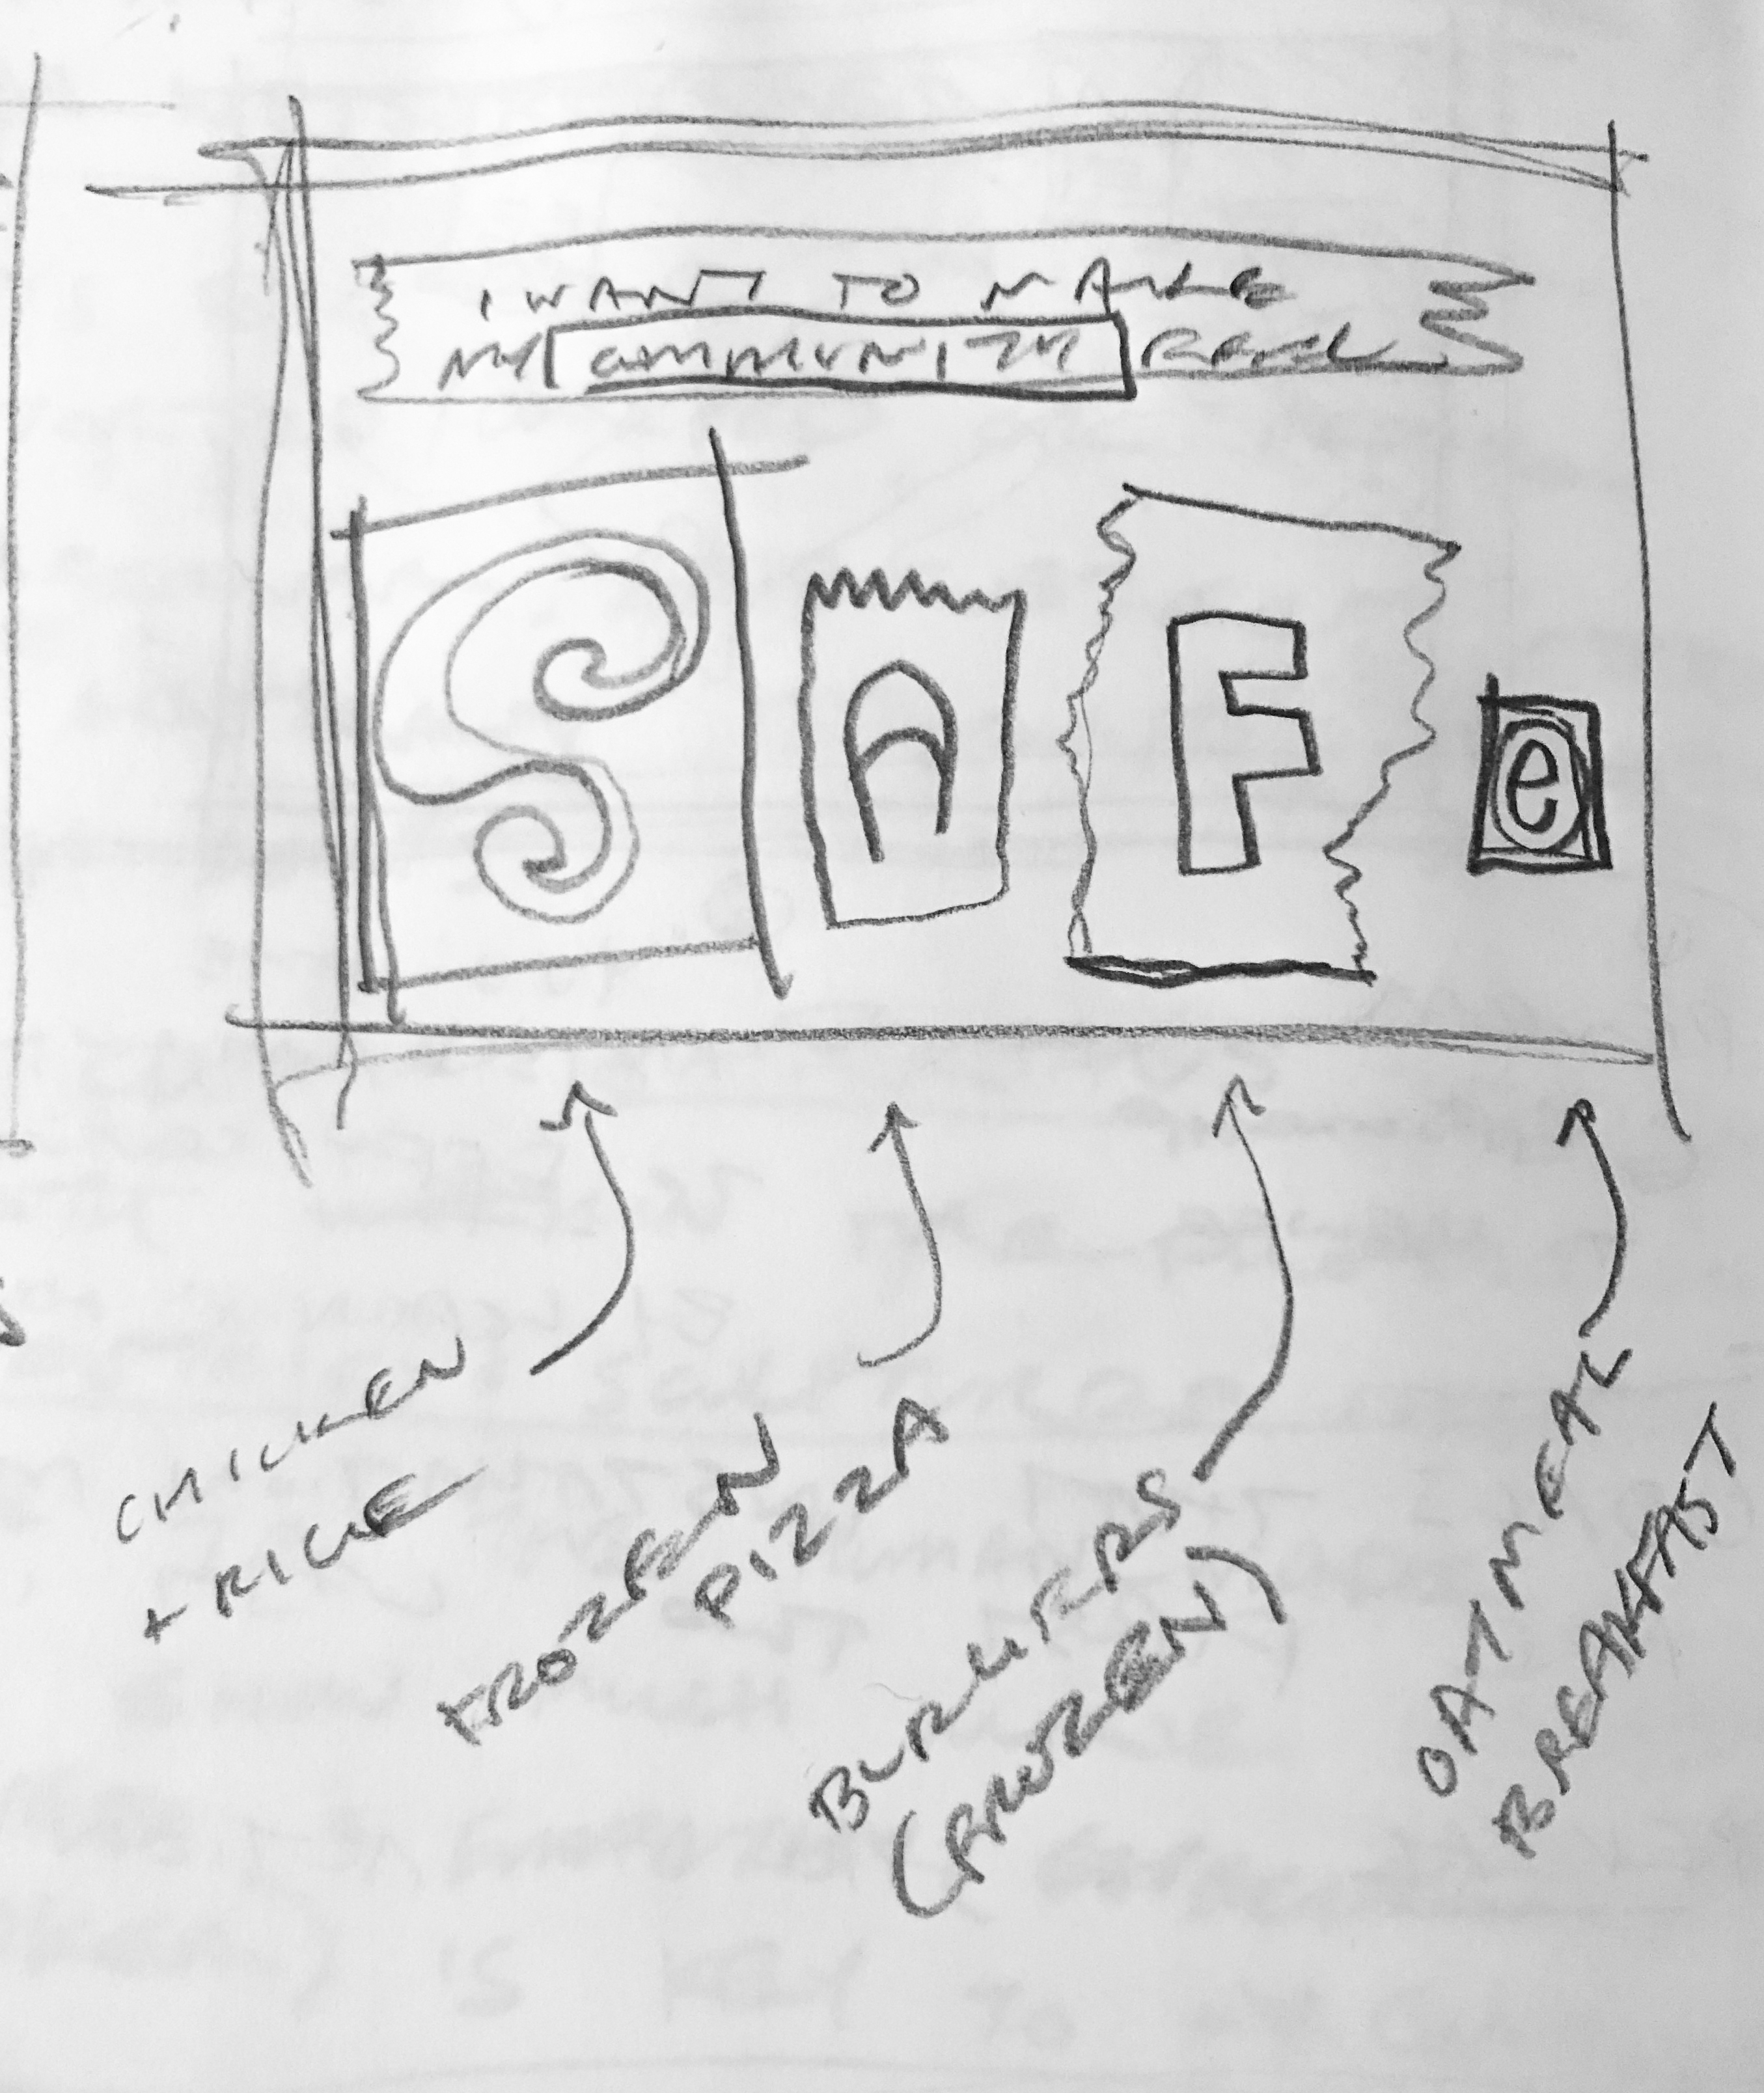 I WANT TO MAKE
MY COMMUNITY FEEL
S A F e
CHICKEN
+ RICE
FROZEN
PIZZA
BURGERS
(FROZEN)
OATMEAL
BREAKFAST